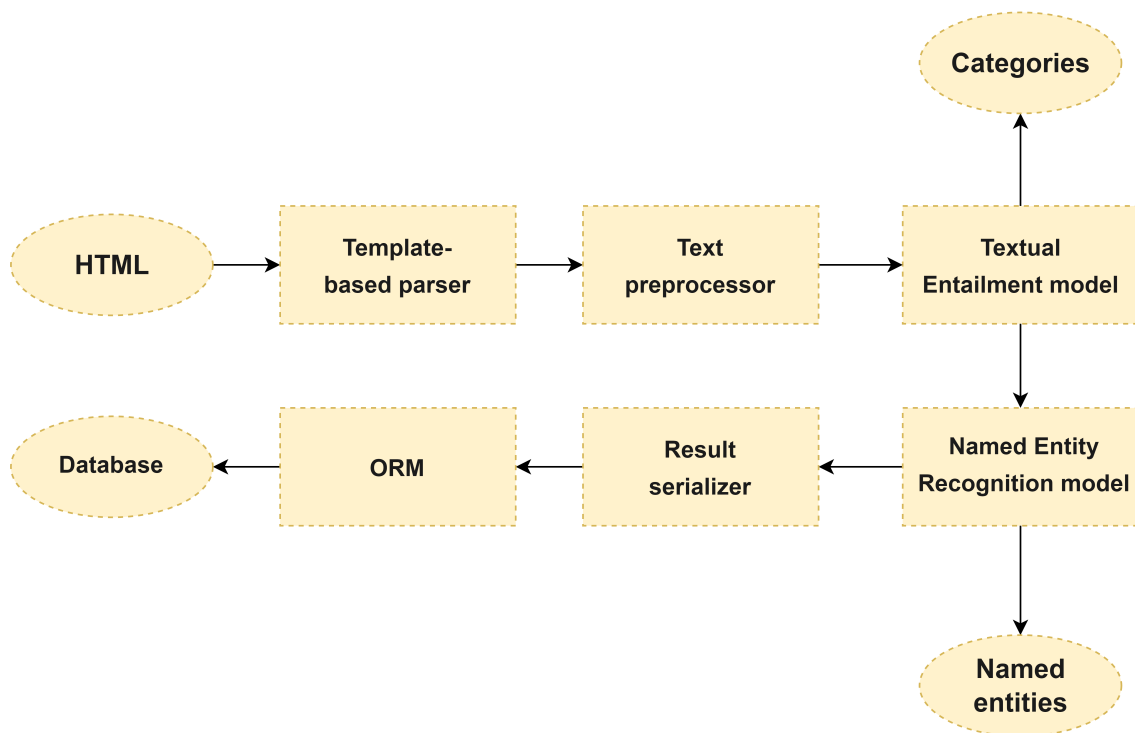 Categories
HTML
Template-
based parser
Text
preprocessor
Textual
Entailment model
Database
ORM
Result
serializer
Named Entity
Recognition model
Named
entities